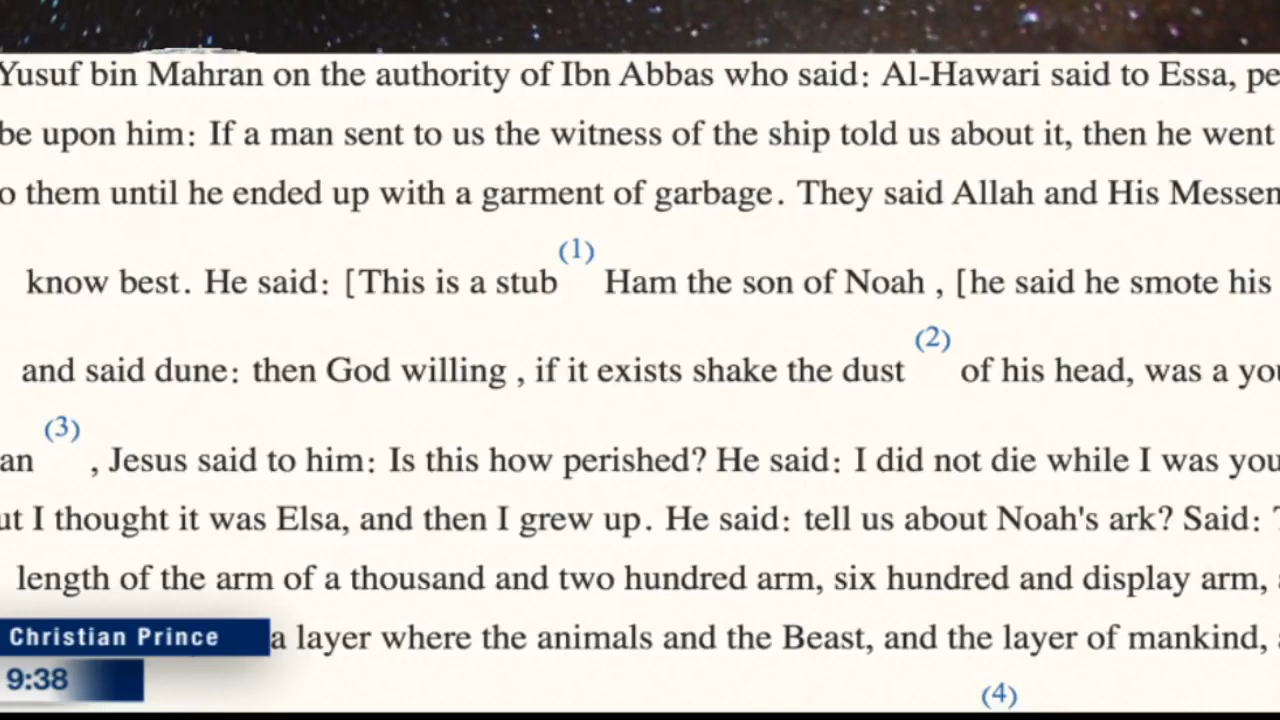 Yusuf bin Mahran on the authority of Ibn Abbas who said: Al-Hawari said to Essa, pe
be upon him: If a man sent to us the witness of the ship told us about it, then he went
o them until he ended up with a garment of garbage. They said Allah and His Messen
know best. He said: [This is a stub (1) Ham the son of Noah , [he said he smote his
and said dune: then God willing , if it exists shake the dust (2) of his head, was a you
an (3) , Jesus said to him: Is this how perished? He said: I did not die while I was you
ut I thought it was Elsa, and then I grew up. He said: tell us about Noah's ark? Said:
length of the arm of a thousand and two hundred arm, six hundred and display arm,
a layer where the animals and the Beast, and the layer of mankind,
(4)
Christian Prince
9:38